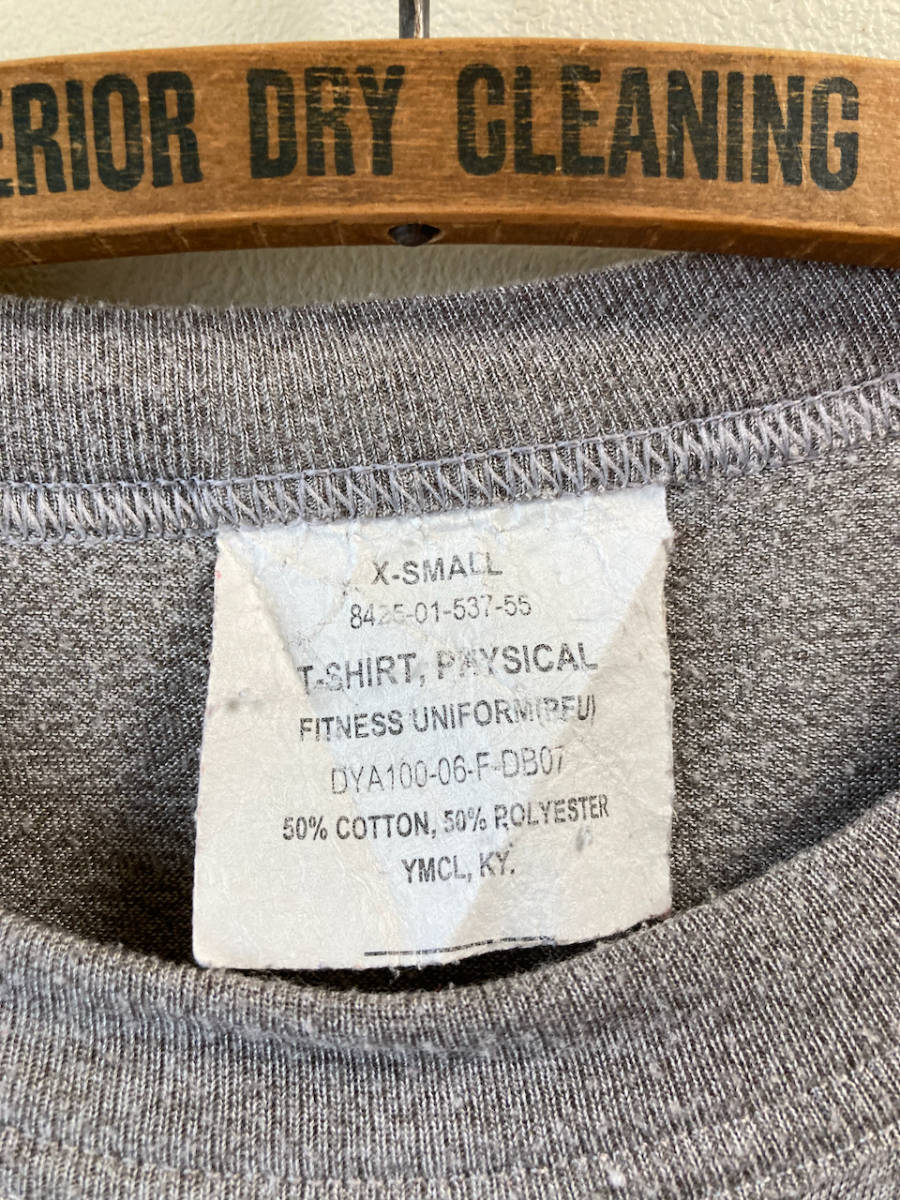 ERIOR DRY CLEANING
X-SMALL
8425-01-537-55
T-SHIRT, PHYSICAL
FITNESS UNIFORM(PFU)
DYA100-06-F-DB07
50% COTTON, 50% POLYESTER
YMCL, KY.